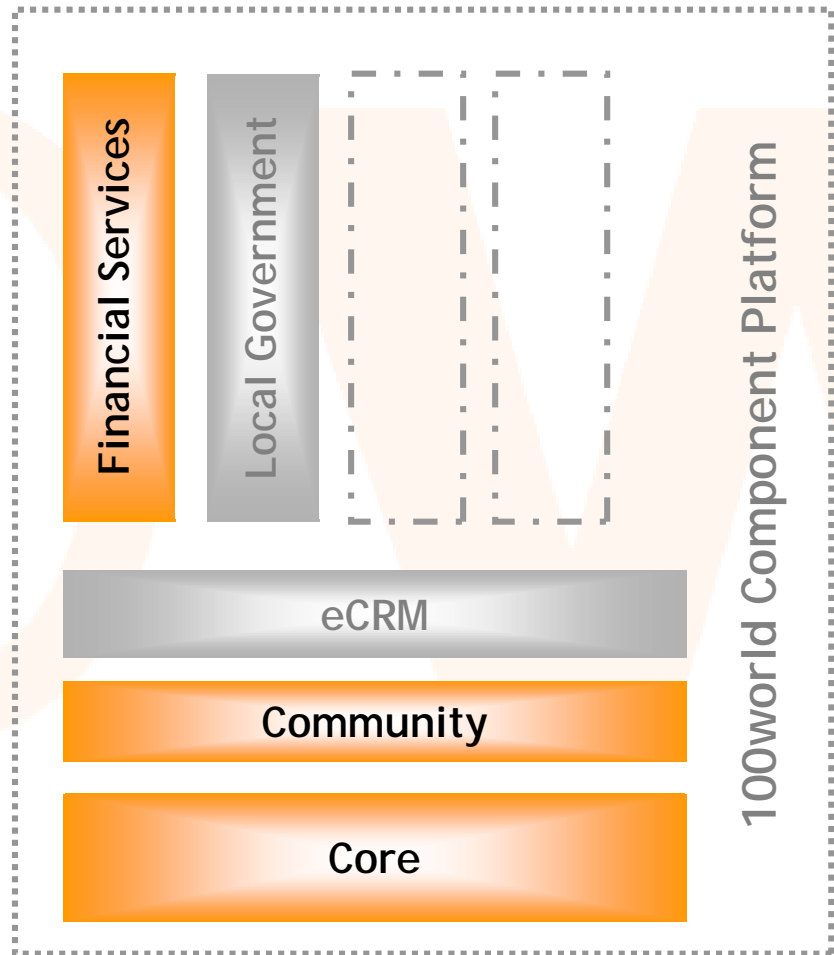 Financial Services
Local Government
100world Component Platform
eCRM
Community
Core